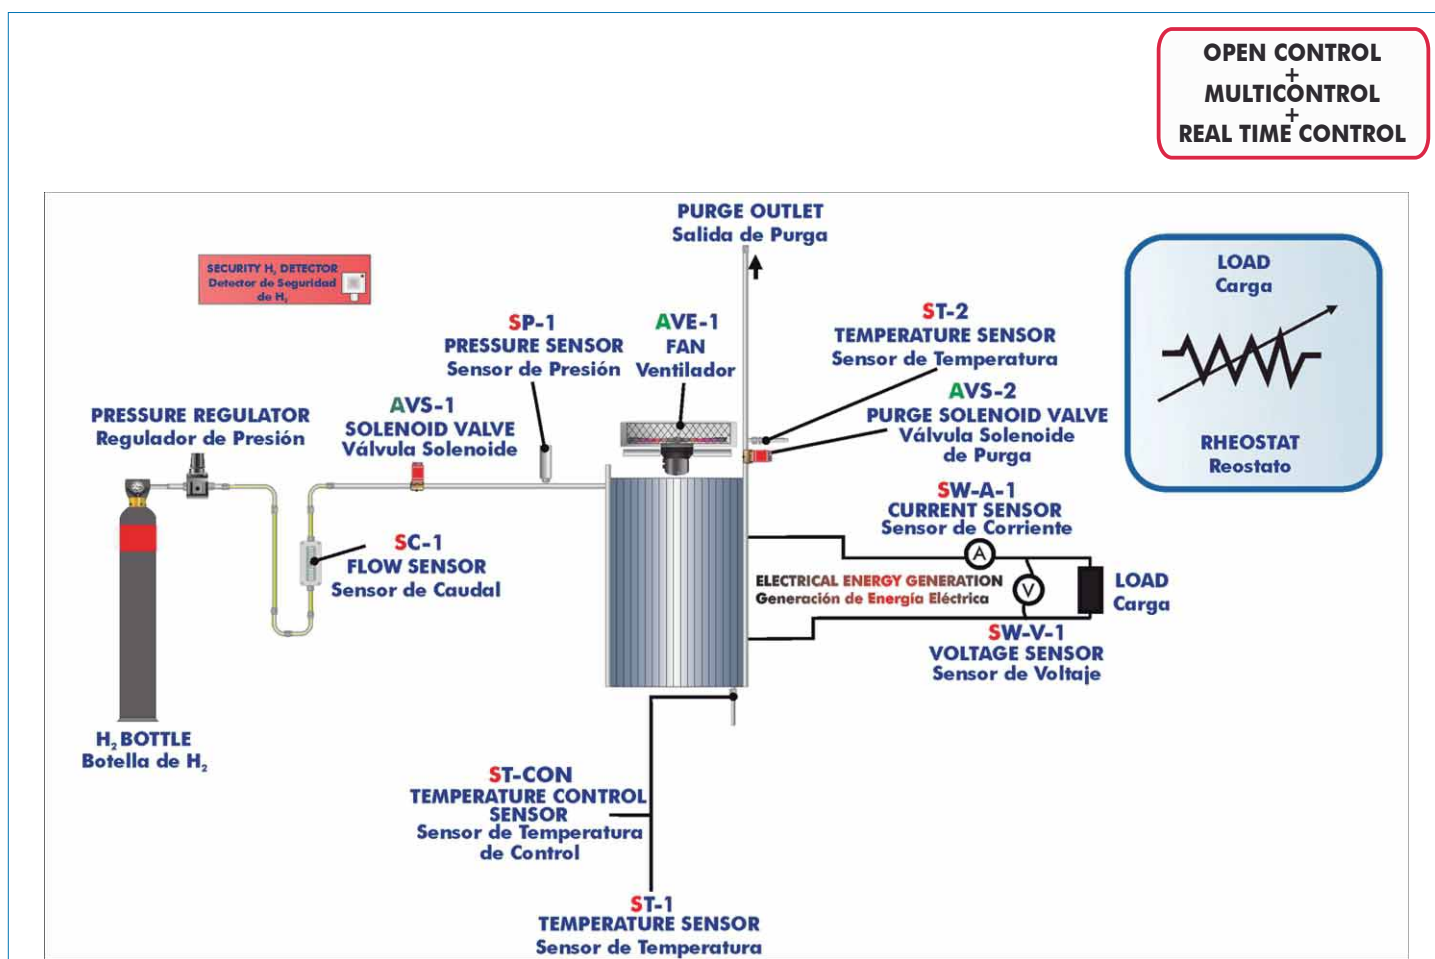 OPEN CONTROL
+
MULTICONTROL
+
REAL TIME CONTROL
PURGE OUTLET
Salida de Purga
SECURITY H₂ DETECTOR
Detector de Seguridad
de H₂
LOAD
Carga
RHEOSTAT
Reostato
SP-1
PRESSURE SENSOR
Sensor de Presión
AVE-1
FAN
Ventilador
ST-2
TEMPERATURE SENSOR
Sensor de Temperatura
AVS-2
PURGE SOLENOID VALVE
Válvula Solenoide
de Purga
PRESSURE REGULATOR
Regulador de Presión
AVS-1
SOLENOID VALVE
Válvula Solenoide
SC-1
FLOW SENSOR
Sensor de Caudal
SW-A-1
CURRENT SENSOR
Sensor de Corriente
A
ELECTRICAL ENERGY GENERATION
Generación de Energía Eléctrica
V
LOAD
Carga
SW-V-1
VOLTAGE SENSOR
Sensor de Voltaje
H₂ BOTTLE
Botella de H₂
ST-CON
TEMPERATURE CONTROL
SENSOR
Sensor de Temperatura
de Control
ST-1
TEMPERATURE SENSOR
Sensor de Temperatura